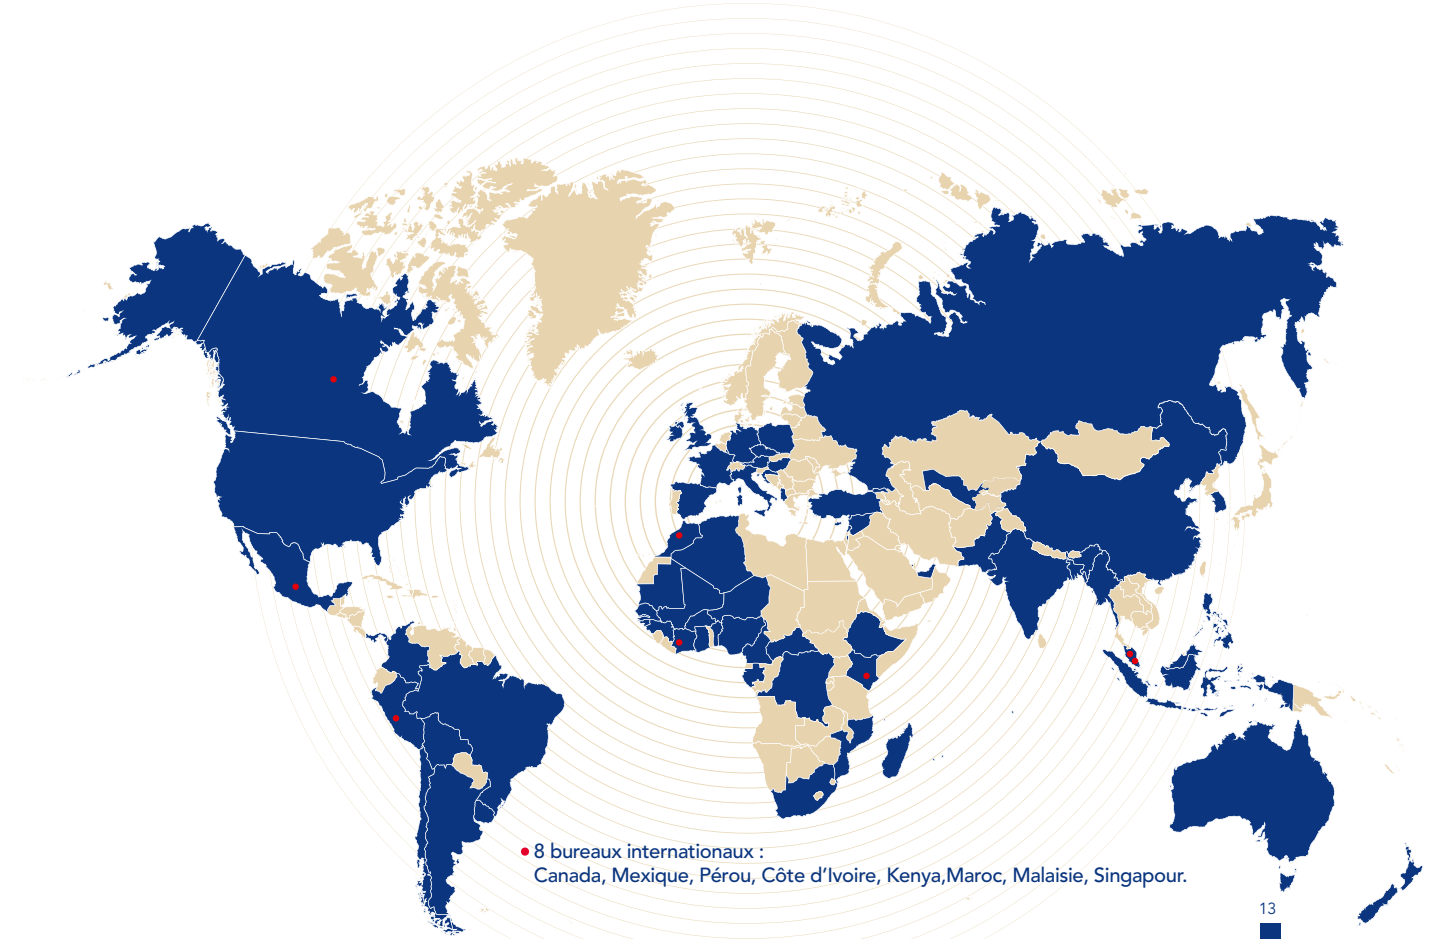 8 bureaux internationaux :
Canada, Mexique, Pérou, Côte d’Ivoire, Kenya,Maroc, Malaisie, Singapour.
13